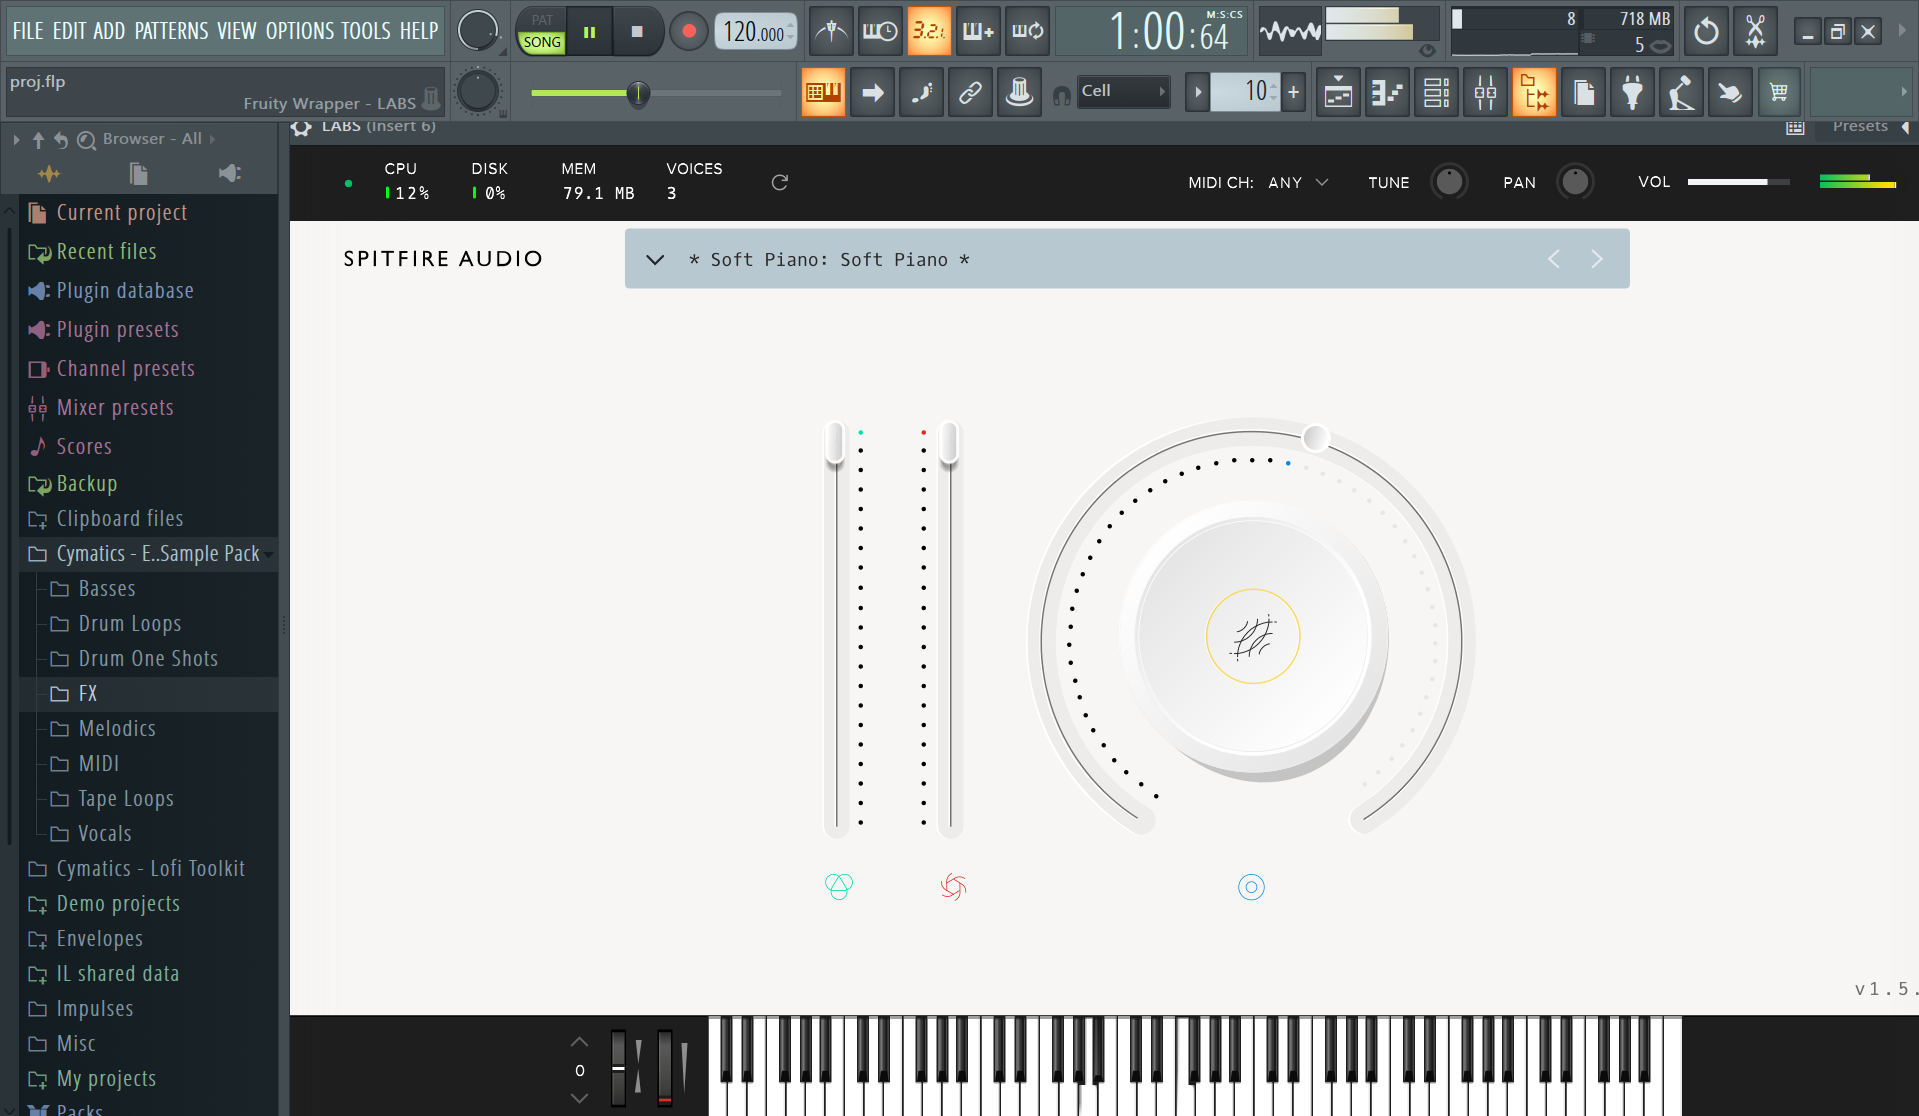 FILE EDIT ADD PATTERNS VIEW OPTIONS TOOLS HELP
PAT
SONG
120.000
3.2.1.
M:S:CS
1:00:64
8
718 MB
5
proj.flp
Fruity Wrapper - LABS
Cell
10
Browser - All
LABS (Insert 6)
Presets
CPU
12%
DISK
0%
MEM
79.1 MB
VOICES
3
MIDI CH: ANY
TUNE
PAN
VOL
SPITFIRE AUDIO
* Soft Piano: Soft Piano *
Current project
Recent files
Plugin database
Plugin presets
Channel presets
Mixer presets
Scores
Backup
Clipboard files
Cymatics - E..Sample Pack
Basses
Drum Loops
Drum One Shots
FX
Melodics
MIDI
Tape Loops
Vocals
Cymatics - Lofi Toolkit
Demo projects
Envelopes
IL shared data
Impulses
Misc
My projects
Packs
v1.5.
0